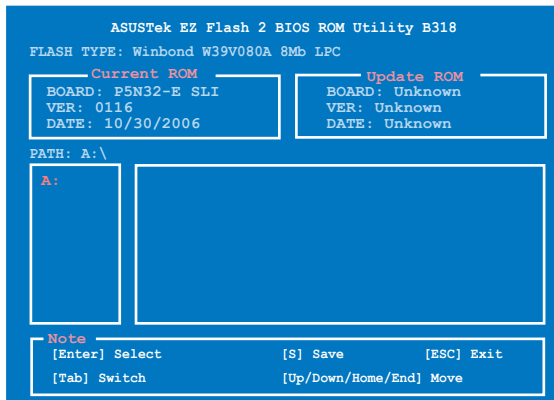 ASUSTek EZ Flash 2 BIOS ROM Utility B318
FLASH TYPE: Winbond W39V080A 8Mb LPC
Current ROM
BOARD: P5N32-E SLI
VER: 0116
DATE: 10/30/2006
Update ROM
BOARD: Unknown
VER: Unknown
DATE: Unknown
PATH: A:\
A:
Note
[Enter] Select [S] Save [ESC] Exit
[Tab] Switch [Up/Down/Home/End] Move